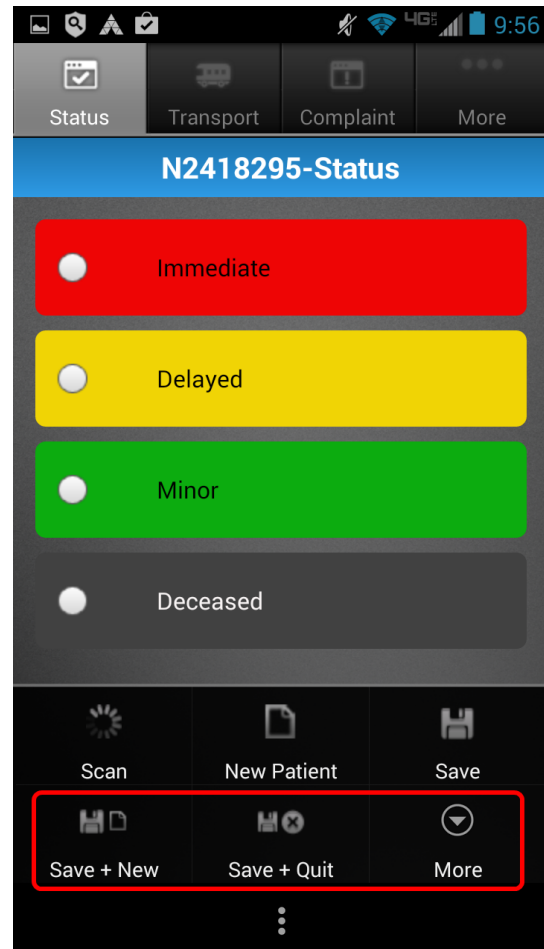 4G 9:56
Status Transport Complaint More
N2418295-Status
Immediate
Delayed
Minor
Deceased
Scan New Patient Save
Save + New Save + Quit More